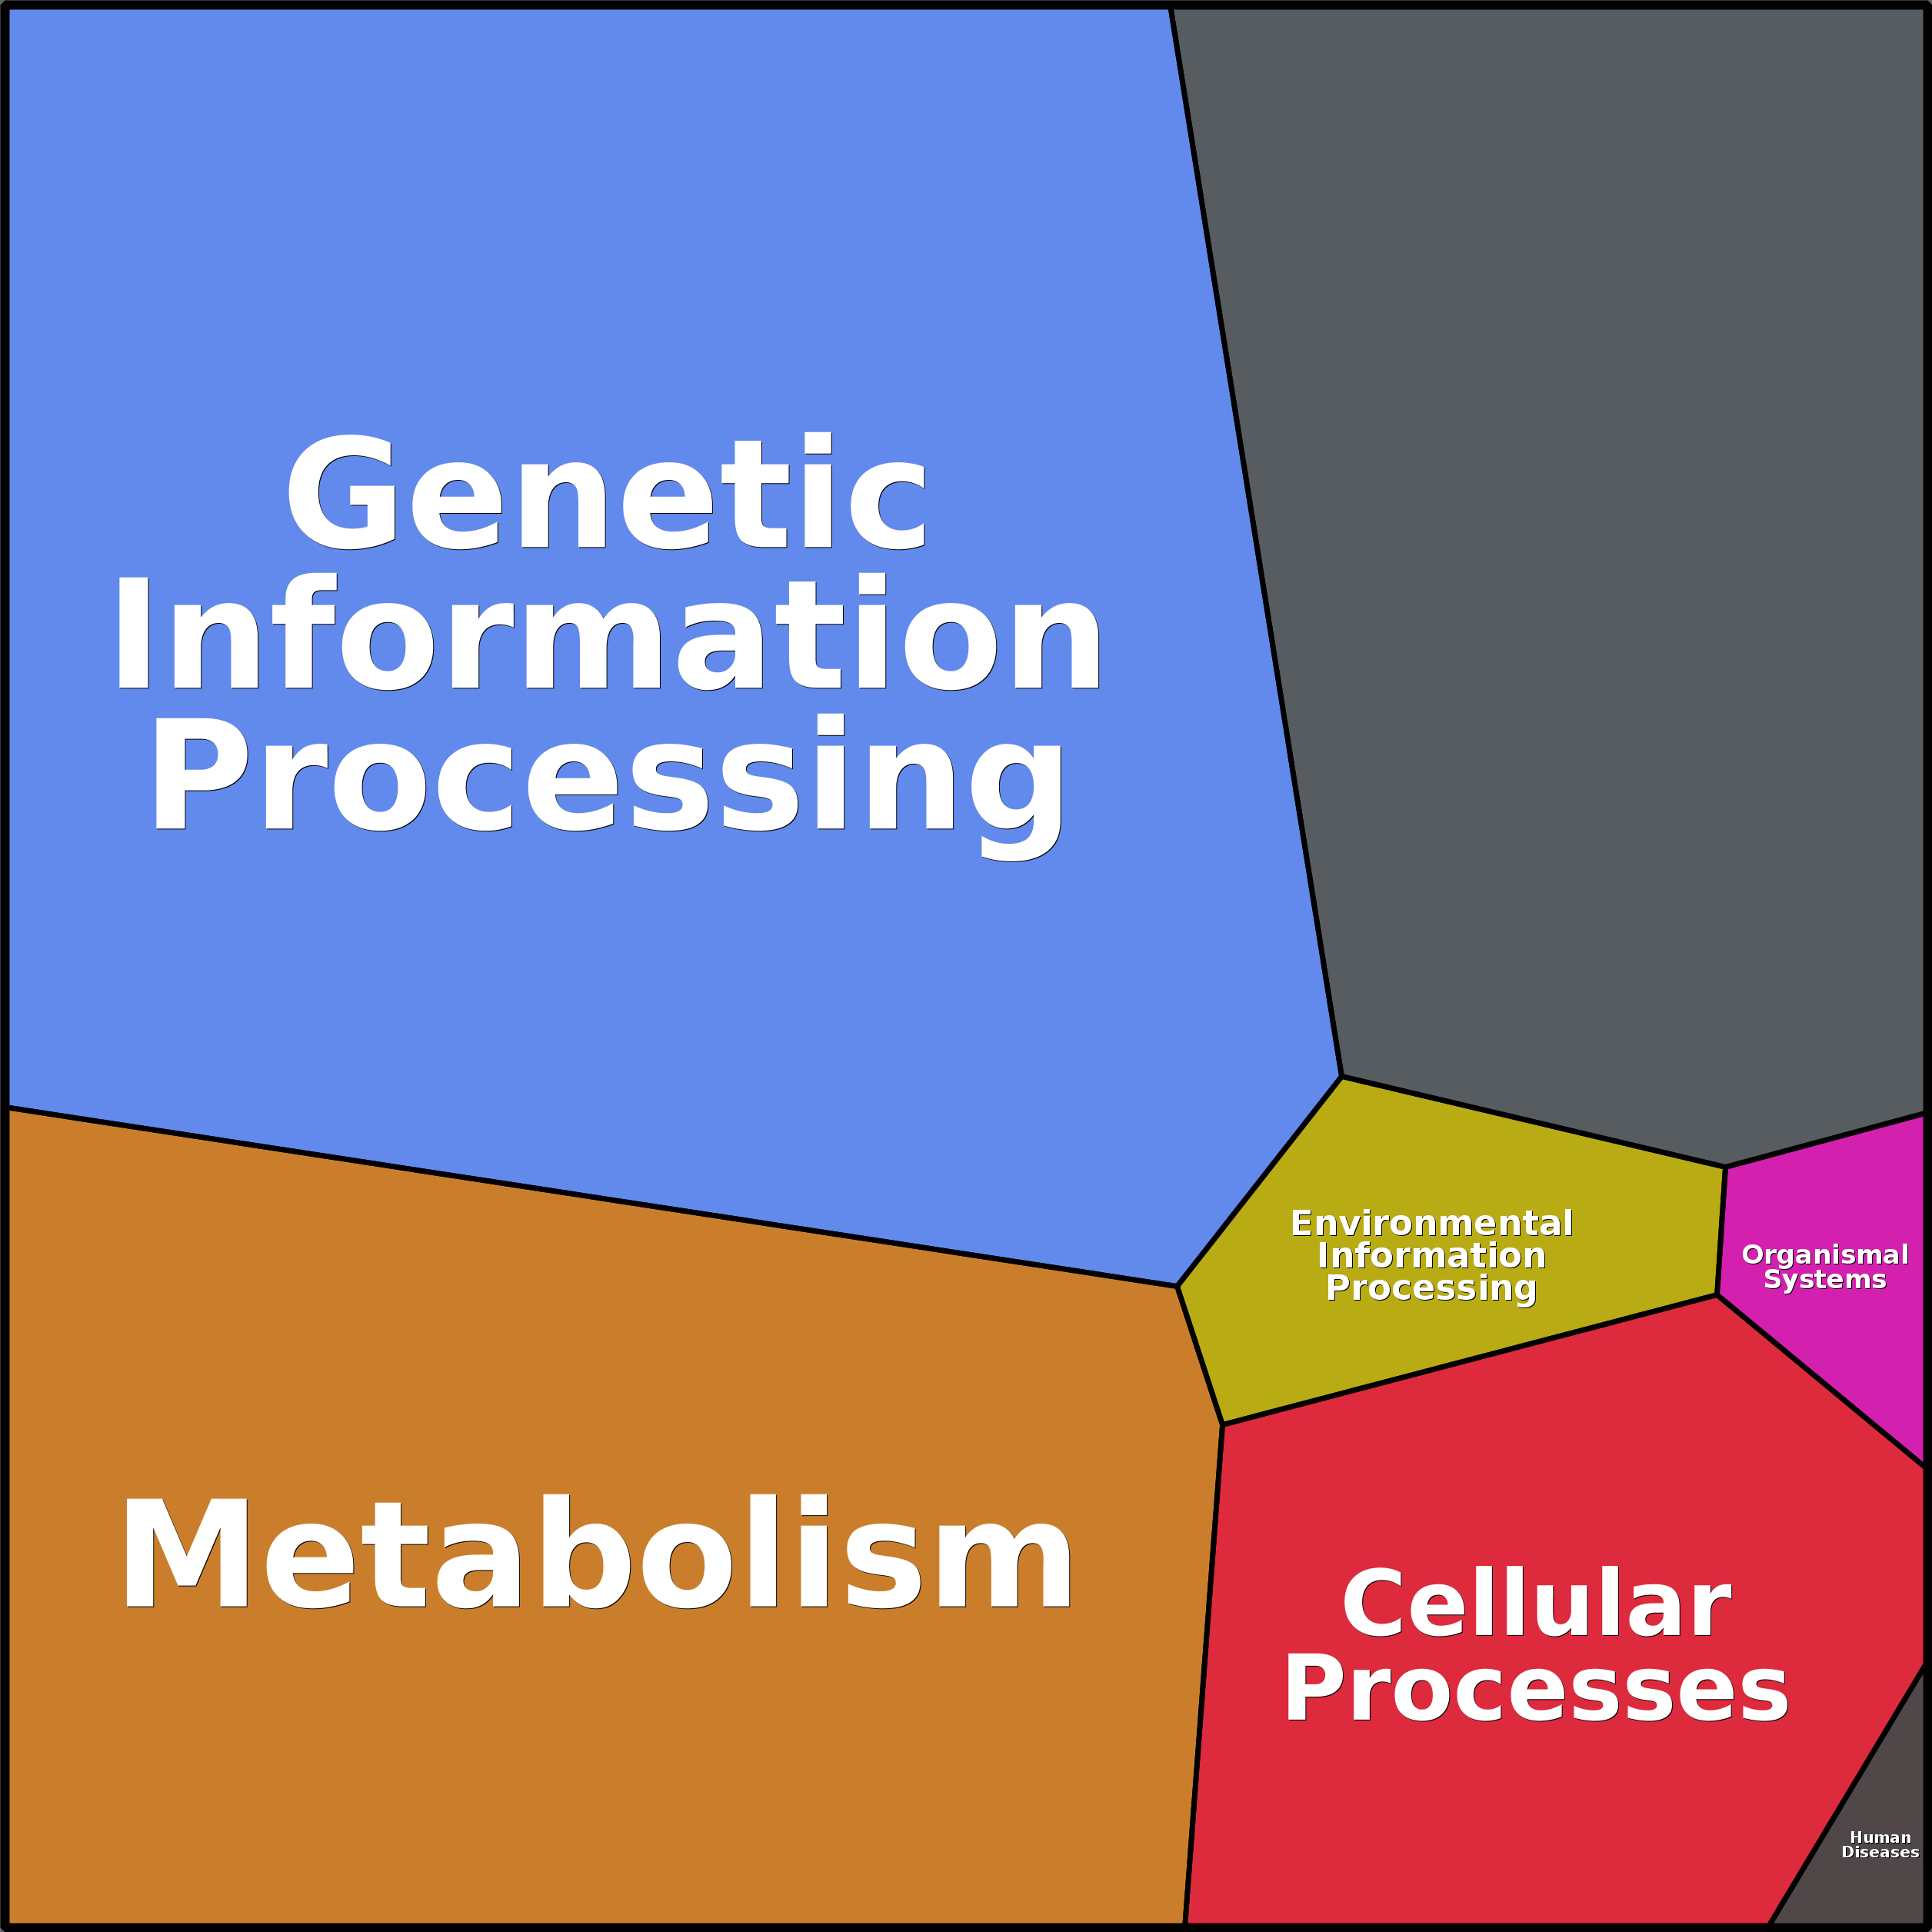 Genetic
Information
Processing
Environmental
Information
Processing
Organismal
Systems
Metabolism
Cellular
Processes
Human
Diseases